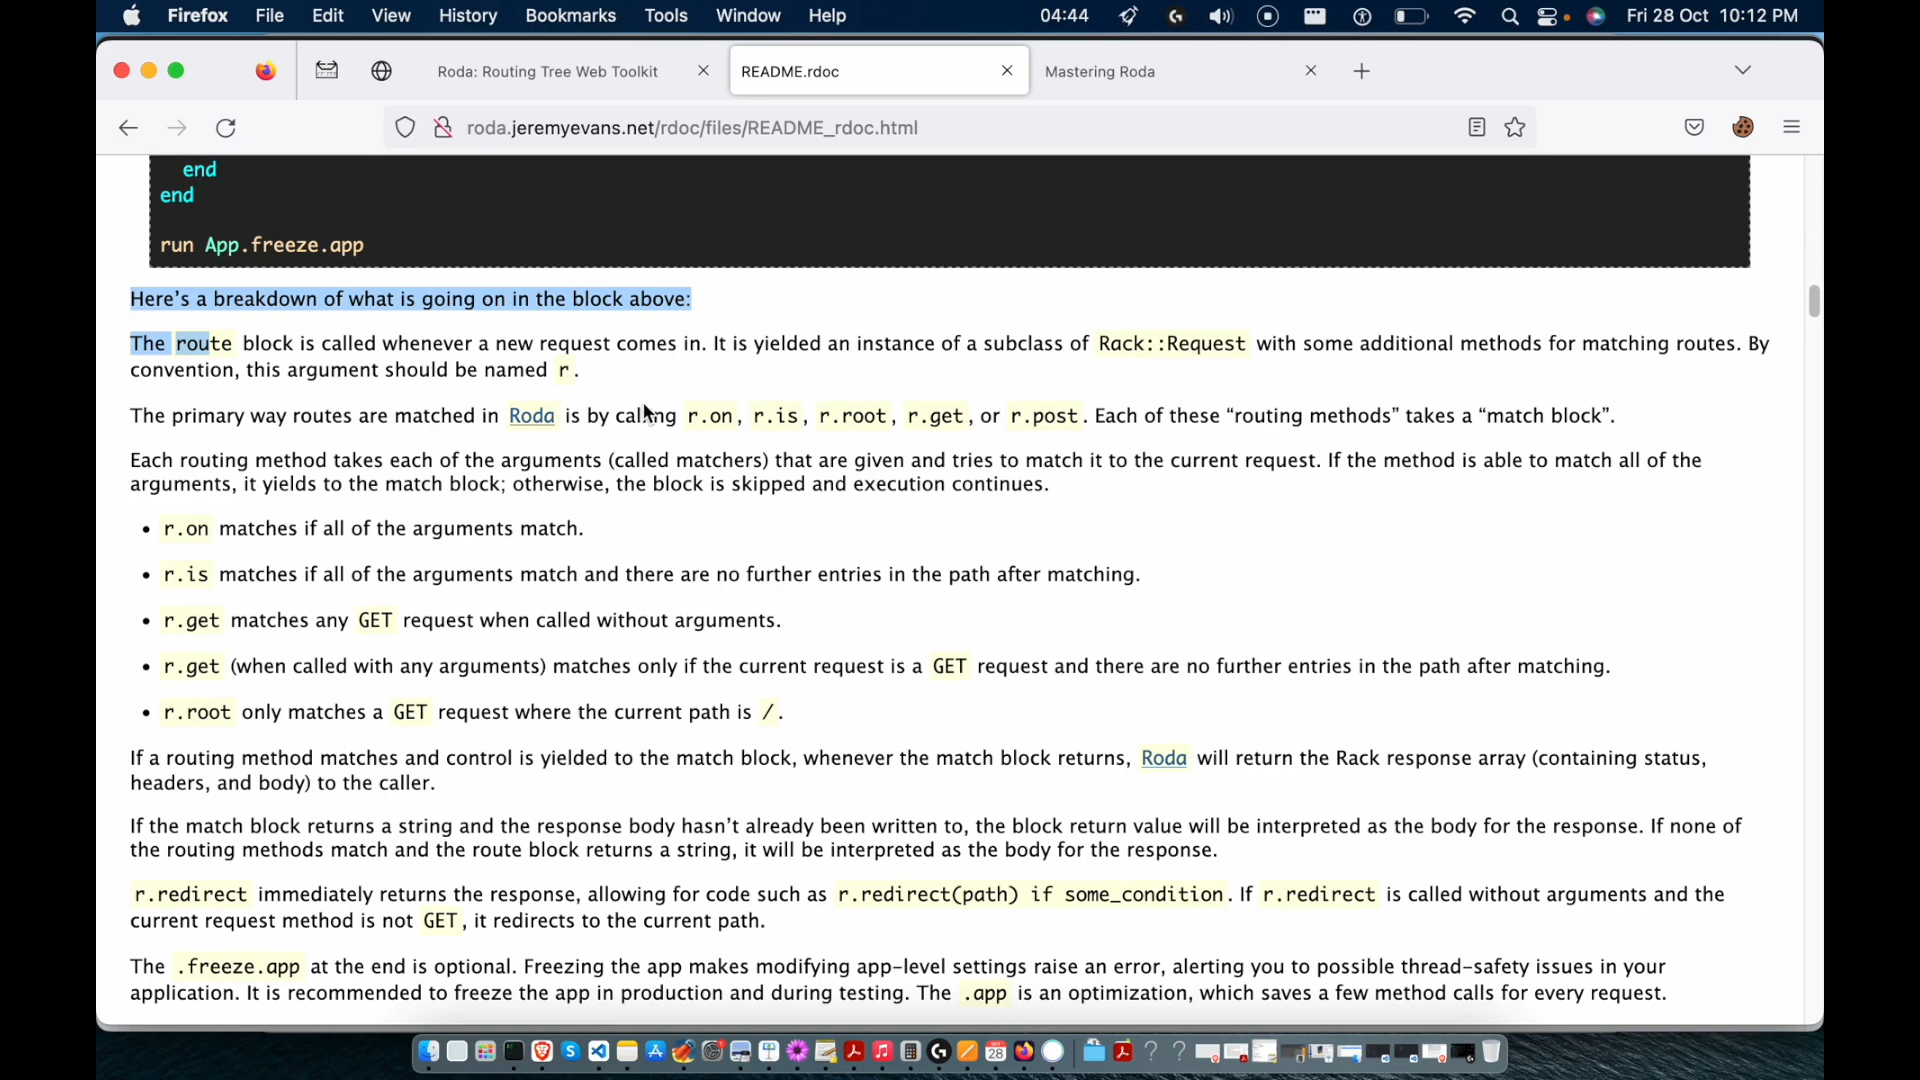 Firefox File Edit View History Bookmarks Tools Window Help 04:44 Fri 28 Oct 10:12 PM
Roda: Routing Tree Web Toolkit README.rdoc Mastering Roda
roda.jeremyevans.net/rdoc/files/README_rdoc.html
end
end
run App.freeze.app
Here’s a breakdown of what is going on in the block above:
The route block is called whenever a new request comes in. It is yielded an instance of a subclass of Rack::Request with some additional methods for matching routes. By
convention, this argument should be named r.
The primary way routes are matched in Roda is by calling r.on, r.is, r.root, r.get, or r.post. Each of these “routing methods” takes a “match block”.
Each routing method takes each of the arguments (called matchers) that are given and tries to match it to the current request. If the method is able to match all of the
arguments, it yields to the match block; otherwise, the block is skipped and execution continues.
• r.on matches if all of the arguments match.
• r.is matches if all of the arguments match and there are no further entries in the path after matching.
• r.get matches any GET request when called without arguments.
• r.get (when called with any arguments) matches only if the current request is a GET request and there are no further entries in the path after matching.
• r.root only matches a GET request where the current path is /.
If a routing method matches and control is yielded to the match block, whenever the match block returns, Roda will return the Rack response array (containing status,
headers, and body) to the caller.
If the match block returns a string and the response body hasn’t already been written to, the block return value will be interpreted as the body for the response. If none of
the routing methods match and the route block returns a string, it will be interpreted as the body for the response.
r.redirect immediately returns the response, allowing for code such as r.redirect(path) if some_condition. If r.redirect is called without arguments and the
current request method is not GET, it redirects to the current path.
The .freeze.app at the end is optional. Freezing the app makes modifying app-level settings raise an error, alerting you to possible thread-safety issues in your
application. It is recommended to freeze the app in production and during testing. The .app is an optimization, which saves a few method calls for every request.